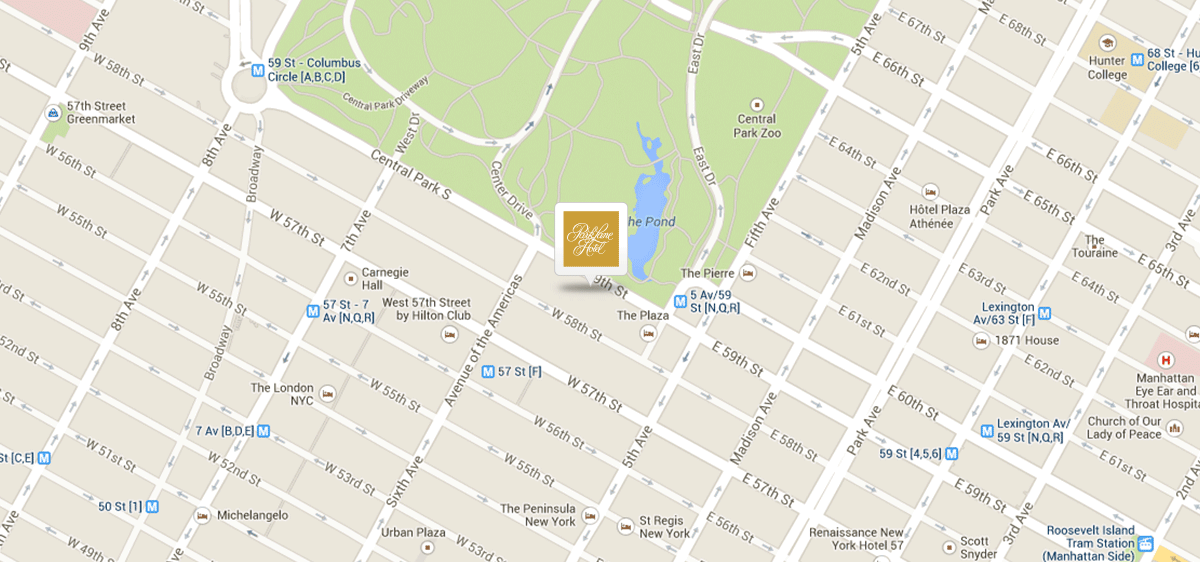 9th Ave
W 58th St
59 St - Columbus
Circle [A,B,C,D]
57th Street
Greenmarket
8th Ave
Broadway
W 56th St
W 55th St
W 57th St
7th Ave
West Dr
Central Park Driveway
Central Park S
Center Drive
East Dr
East Dr
Central
Park Zoo
5th Ave
E 67th St
E 68th St
E 66th St
Hunter
College
68 St - Hu
College [6]
E 64th St
E 66th St
E 65th St
Park Ave
Madison Ave
Hôtel Plaza
Athénée
The
Touraine
3rd Ave
Fifth Ave
E 63rd St
E 62nd St
E 61st St
Park Lane
Hotel
he Pond
9th St
The Pierre
5 Av/59
St [N,Q,R]
The Plaza
Carnegie
Hall
57 St - 7
Av [N,Q,R]
West 57th Street
by Hilton Club
W 58th St
Avenue of the Americas
8th Ave
W 55th St
Broadway
52nd St
The London
NYC
57 St [F]
W 57th St
W 55th St
E 59th St
Lexington
Av/63 St [F]
1871 House
E 62nd St
Manhattan
Eye Ear and
Throat Hospita
E 60th St
Church of Our
Lady of Peace
Lexington Av/
59 St [N,Q,R]
59 St [4,5,6]
E 61st St
Park Ave
Madison Ave
E 58th St
5th Ave
W 56th St
W 55th St
7 Av [B,D,E]
St [C,E]
W 51st St
W 52nd St
W 53rd St
Sixth Ave
50 St [1]
Michelangelo
W 49th St
Urban Plaza
W 53rd St
The Peninsula
New York
St Regis
New York
E 57th St
E 56th St
Renaissance New
York Hotel 57
Scott
Snyder
E 59th St
3rd Ave
2nd Ave
Roosevelt Island
Tram Station
(Manhattan Side)